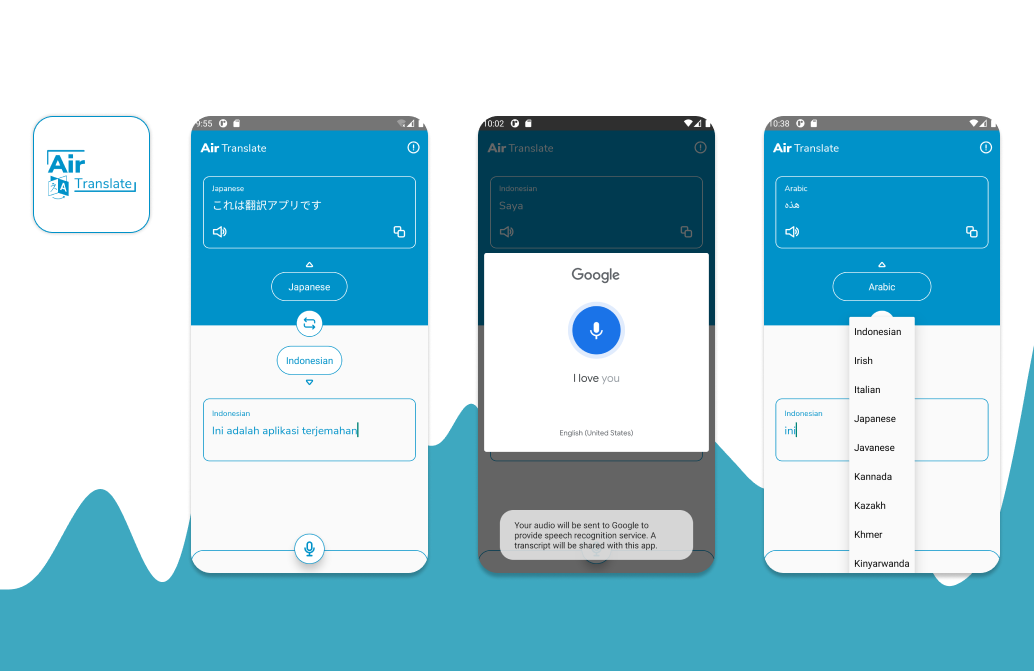 Air
文 A
Translate
9:55
Air Translate
Japanese
これは翻訳アプリです
Japanese
Indonesian
Indonesian
Ini adalah aplikasi terjemahan
10:02
Air Translate
Indonesian
Saya
Google
I love you
English (United States)
Your audio will be sent to Google to
provide speech recognition service. A
transcript will be shared with this app.
10:38
Air Translate
Arabic
هذه
Arabic
Indonesian
Irish
Italian
Japanese
Javanese
Kannada
Kazakh
Khmer
Kinyarwanda
Indonesian
ini